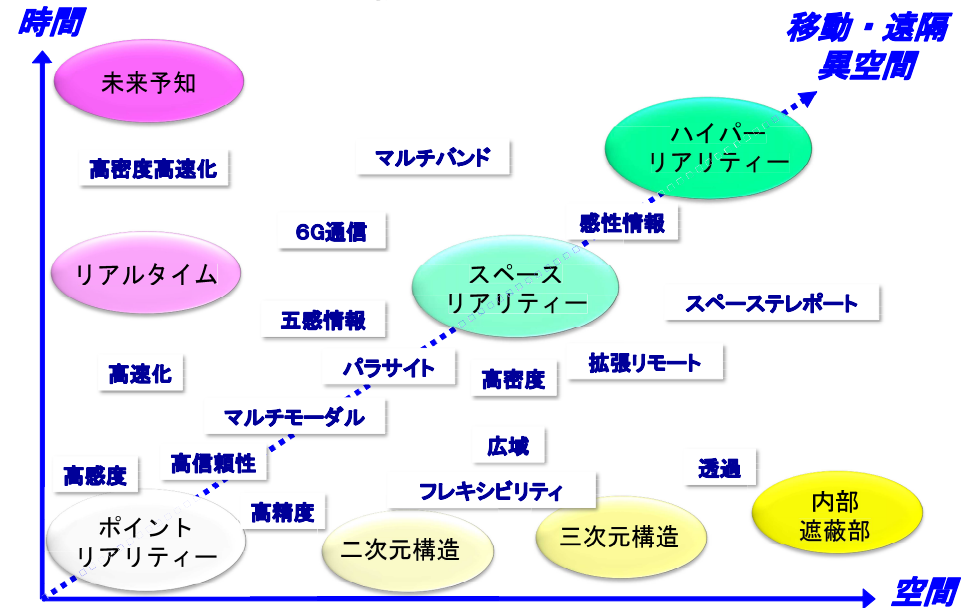 時間
移動・遠隔
異空間
未来予知
ハイパー
リアリティー
マルチバンド
高密度高速化
感性情報
6G通信
リアルタイム
スペース
リアリティー
スペーステレポート
五感情報
パラサイト
拡張リモート
高速化
高密度
マルチモーダル
広域
高信頼性
透過
高感度
フレキシビリティ
高精度
内部
遮蔽部
ポイント
リアリティー
二次元構造
三次元構造
空間